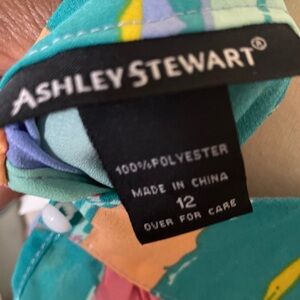 ASHLEY STEWART®
100% POLYESTER
MADE IN CHINA
12
OVER FOR CARE